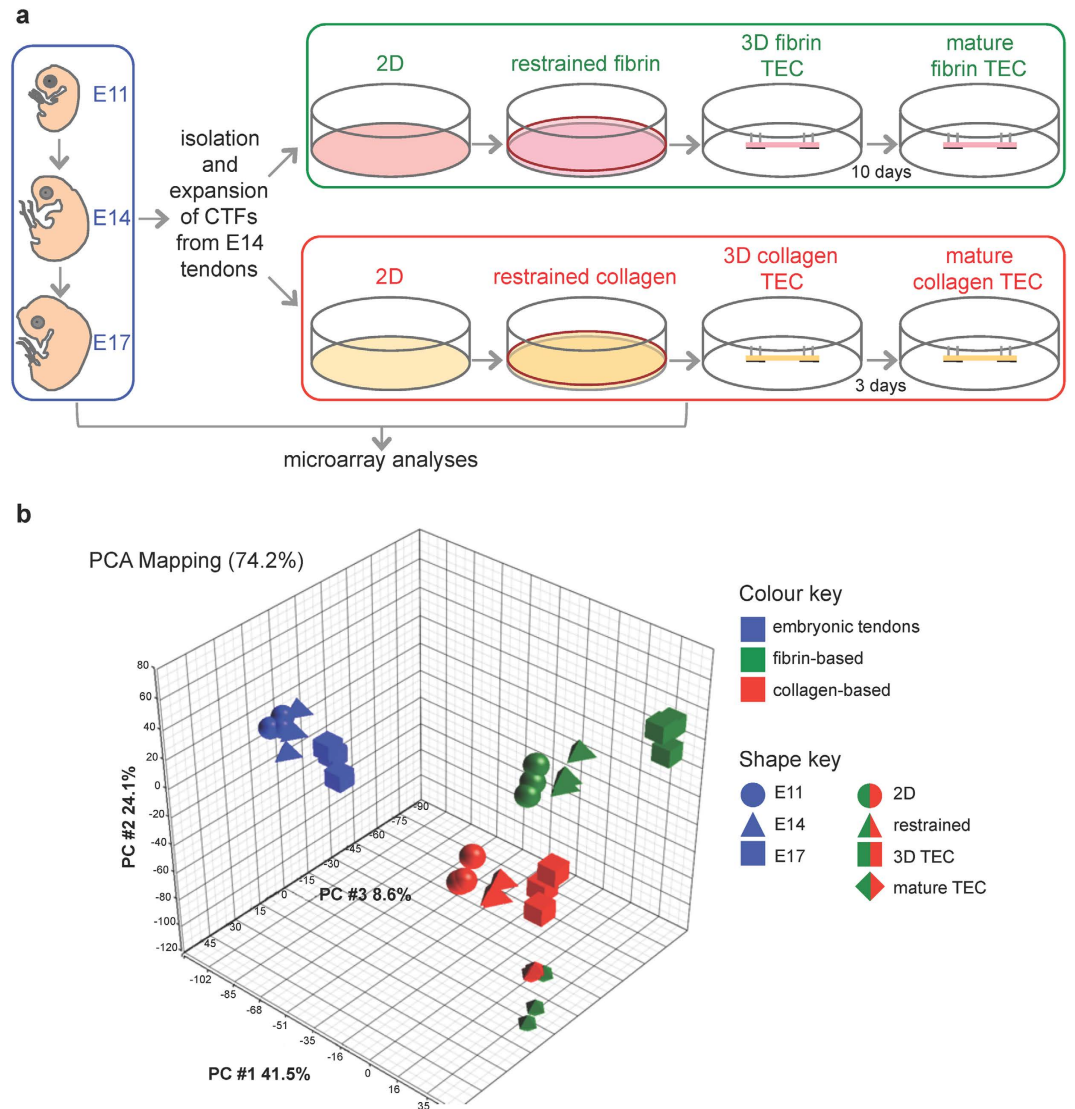 a
E11
E14
E17
isolation
and
expansion
of CTFs
from E14
tendons
2D
restrained fibrin
3D fibrin
TEC
mature
fibrin TEC
10 days
2D
restrained collagen
3D collagen
TEC
mature
collagen TEC
3 days
microarray analyses
b
PCA Mapping (74.2%)
80
60
40
20
0
-20
-40
-60
-80
-100
-120
PC #2 24.1%
-90
-75
-60
-45
-30
-15
0
15
30
45
PC #3 8.6%
-102
-85
-68
-51
-35
-16
0
16
35
PC #1 41.5%
Colour key
embryonic tendons
fibrin-based
collagen-based
Shape key
E11
E14
E17
2D
restrained
3D TEC
mature TEC